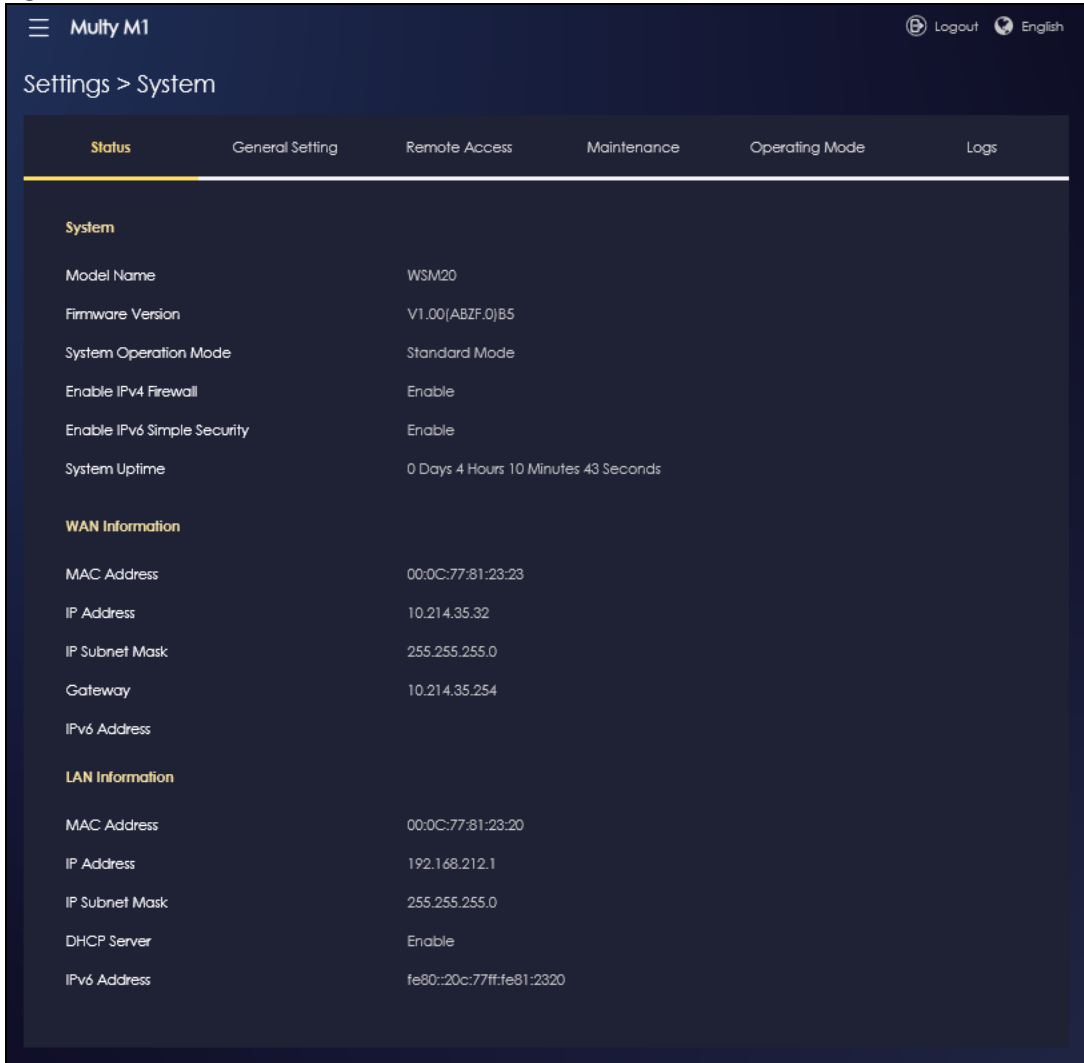 Multy M1 Logout English
Settings > System
Status General Setting Remote Access Maintenance Operating Mode Logs
System
Model Name WSM20
Firmware Version V1.00(ABZF.0)B5
System Operation Mode Standard Mode
Enable IPv4 Firewall Enable
Enable IPv6 Simple Security Enable
System Uptime 0 Days 4 Hours 10 Minutes 43 Seconds
WAN Information
MAC Address 00:0C:77:81:23:23
IP Address 10.214.35.32
IP Subnet Mask 255.255.255.0
Gateway 10.214.35.254
IPv6 Address
LAN Information
MAC Address 00:0C:77:81:23:20
IP Address 192.168.212.1
IP Subnet Mask 255.255.255.0
DHCP Server Enable
IPv6 Address fe80::20c:77ff:fe81:2320